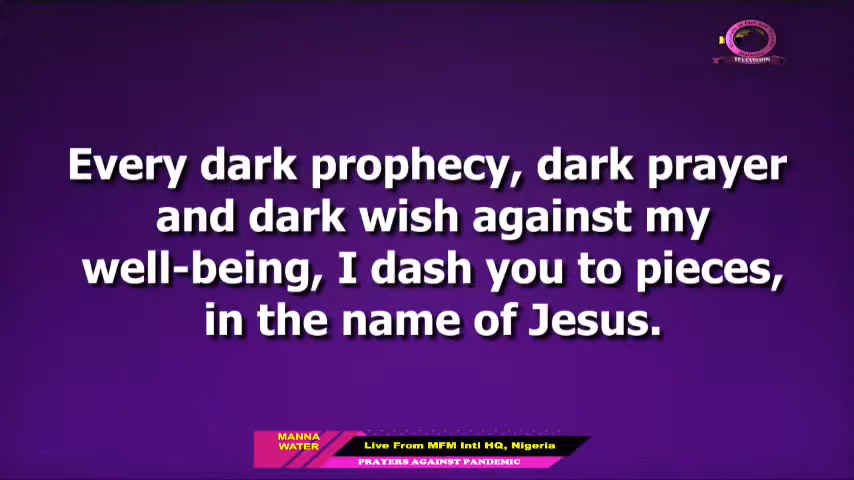 TELEVISION
Every dark prophecy, dark prayer
and dark wish against my
well-being, I dash you to pieces,
in the name of Jesus.
MANNA
WATER
Live From MFM Intl HQ, Nigeria
PRAYERS AGAINST PANDEMIC